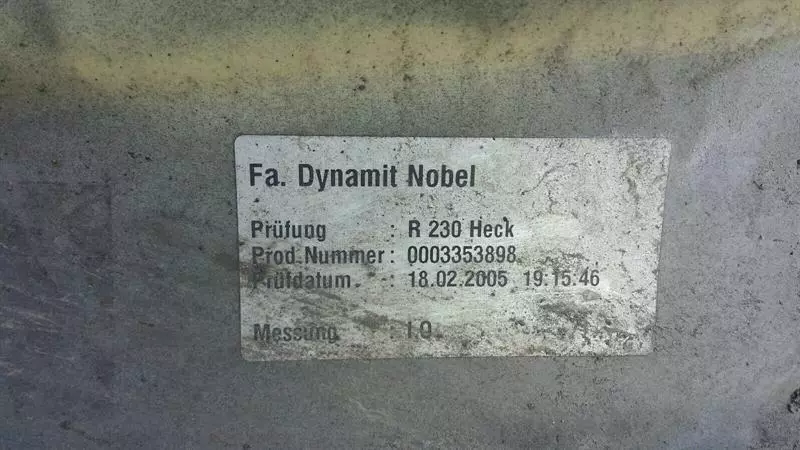 Fa. Dynamit Nobel
Prüfung : R 230 Heck
Prod.Nummer: 0003353898
Prüfdatum : 18.02.2005 19:15:46
Messung : I.O.